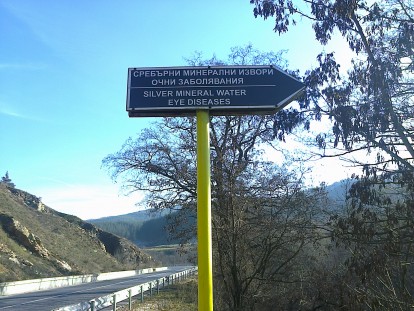 СРЕБЪРНИ МИНЕРАЛНИ ИЗВОРИ
ОЧНИ ЗАБОЛЯВАНИЯ
SILVER MINERAL WATER
EYE DISEASES